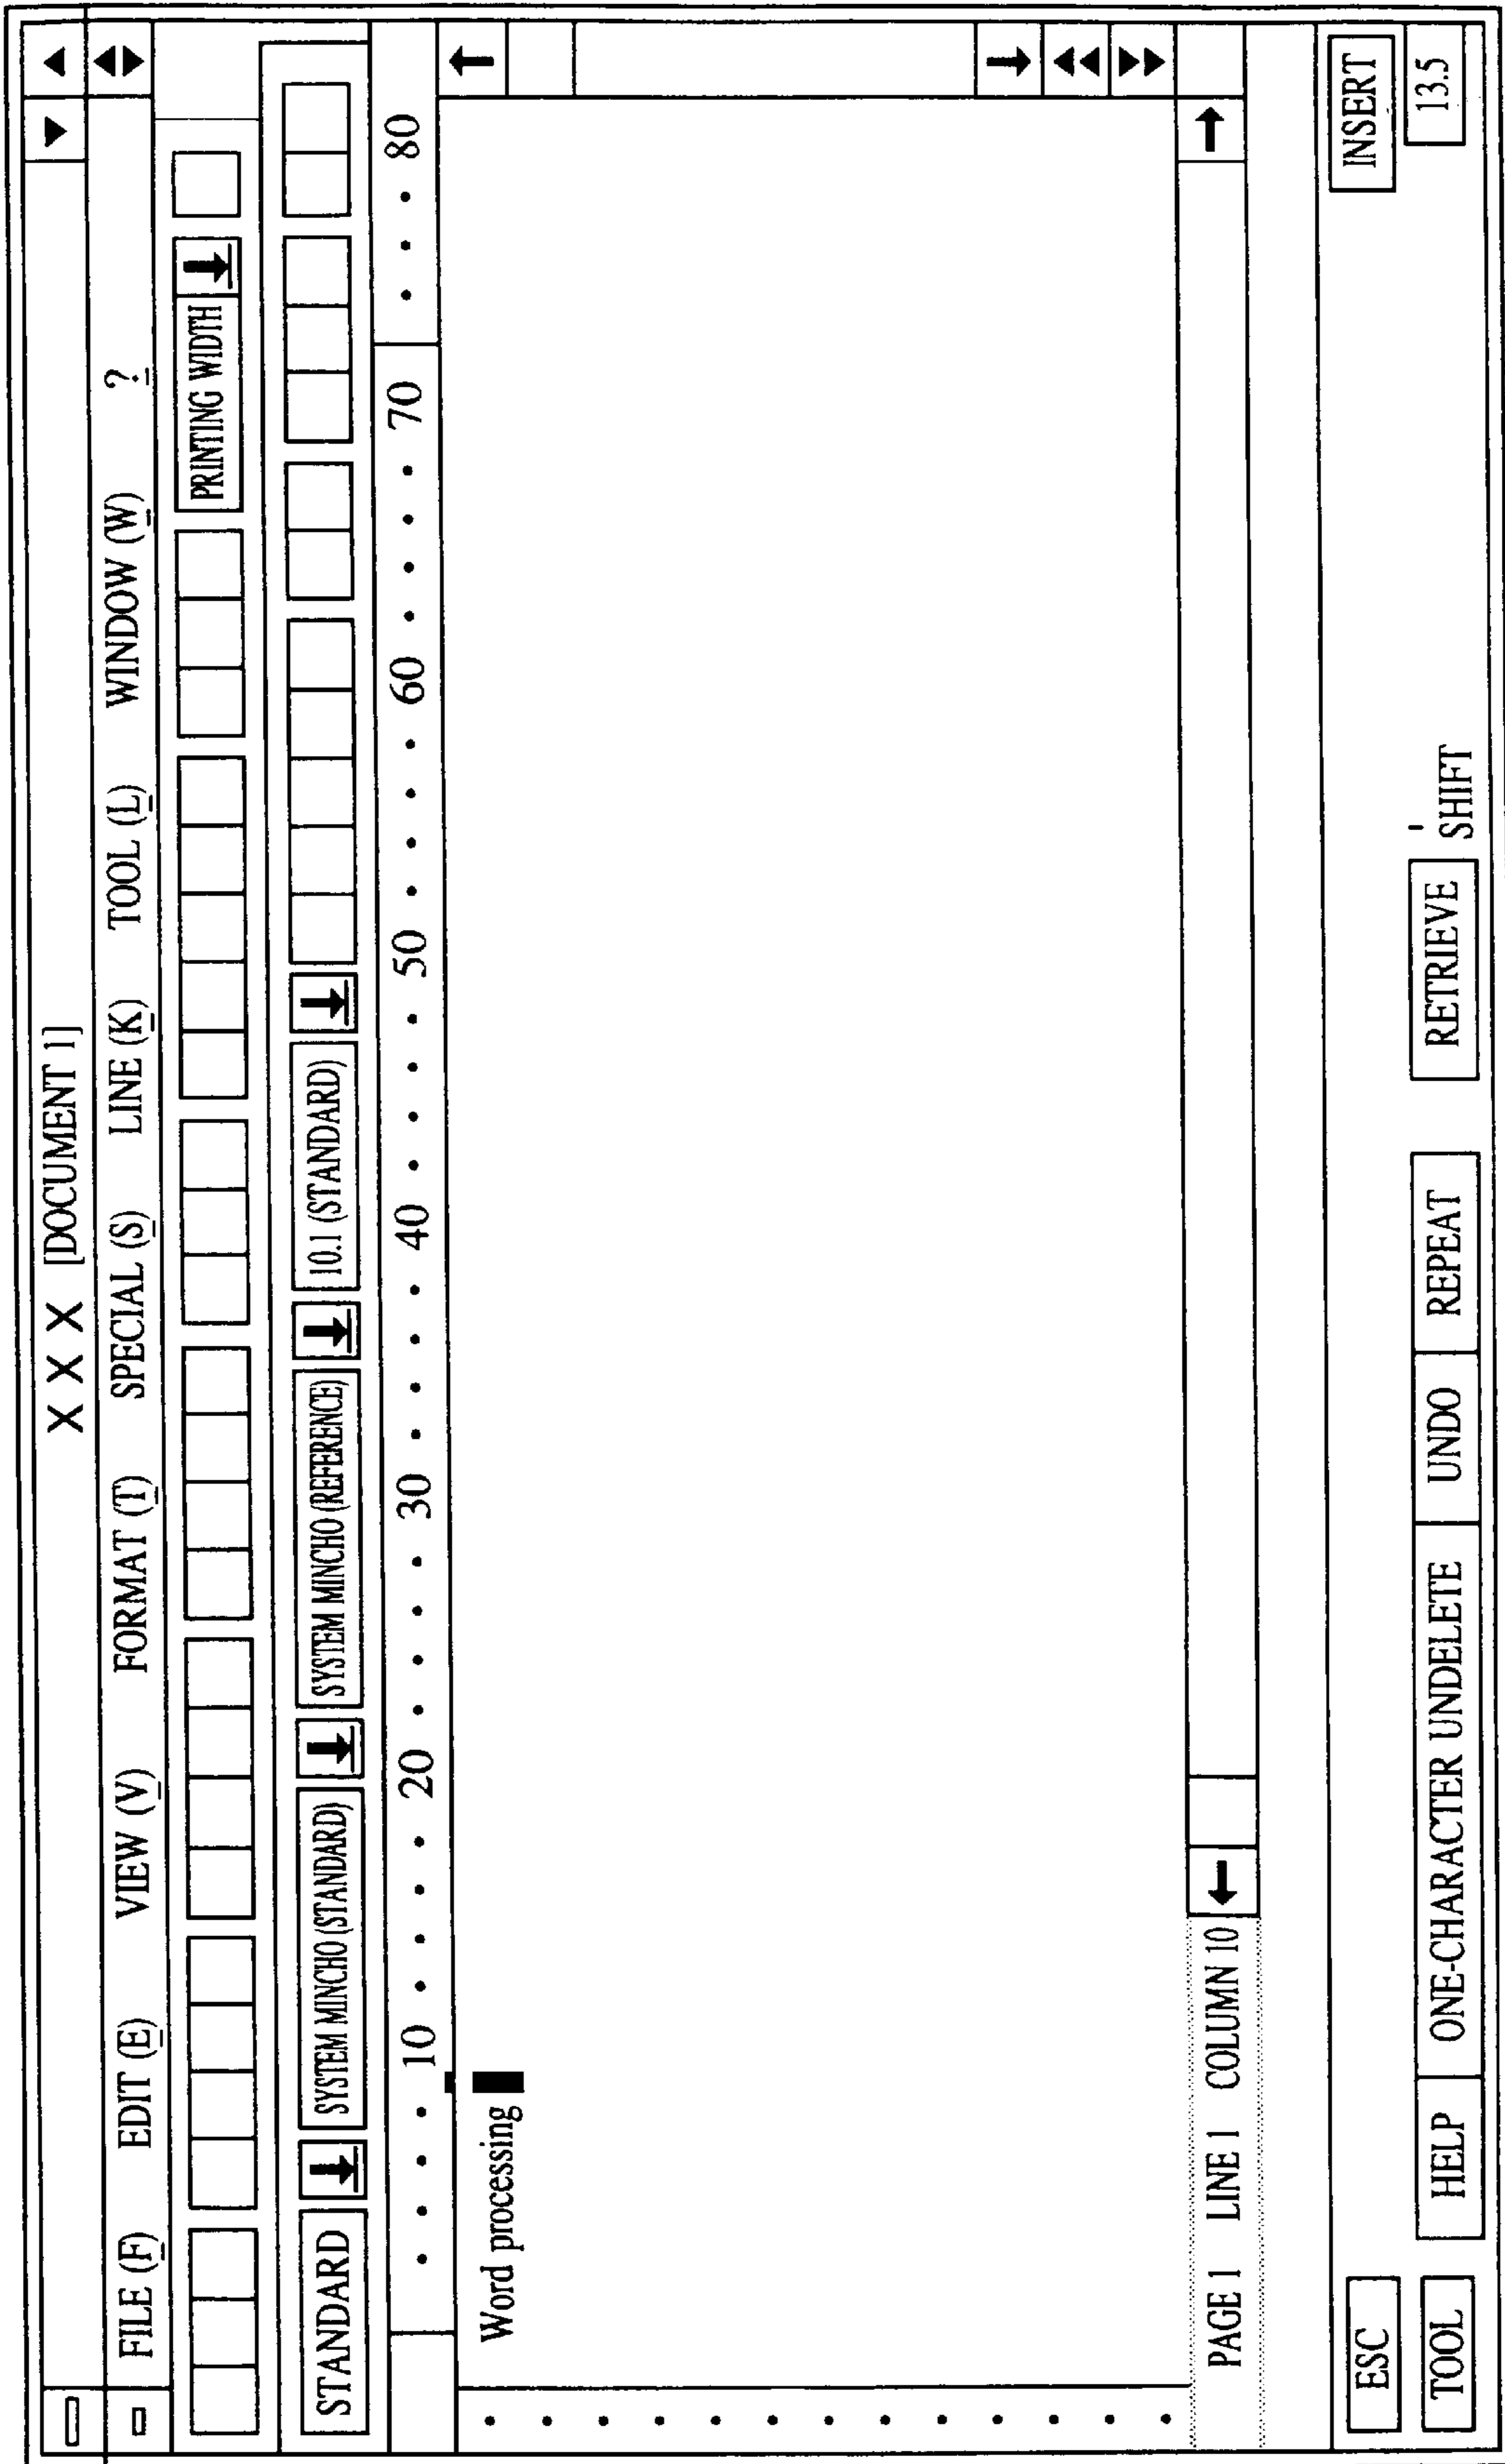 X X X [DOCUMENT 1]
FILE (F) EDIT (E) VIEW (V) FORMAT (T) SPECIAL (S) LINE (K) TOOL (L) WINDOW (W) ?
PRINTING WIDTH
STANDARD SYSTEM MINCHO (STANDARD) SYSTEM MINCHO (REFERENCE) 10.1 (STANDARD)
10 20 30 40 50 60 70 80
Word processing
PAGE 1 LINE 1 COLUMN 10
ESC INSERT
TOOL HELP ONE-CHARACTER UNDELETE UNDO REPEAT RETRIEVE SHIFT 13.5